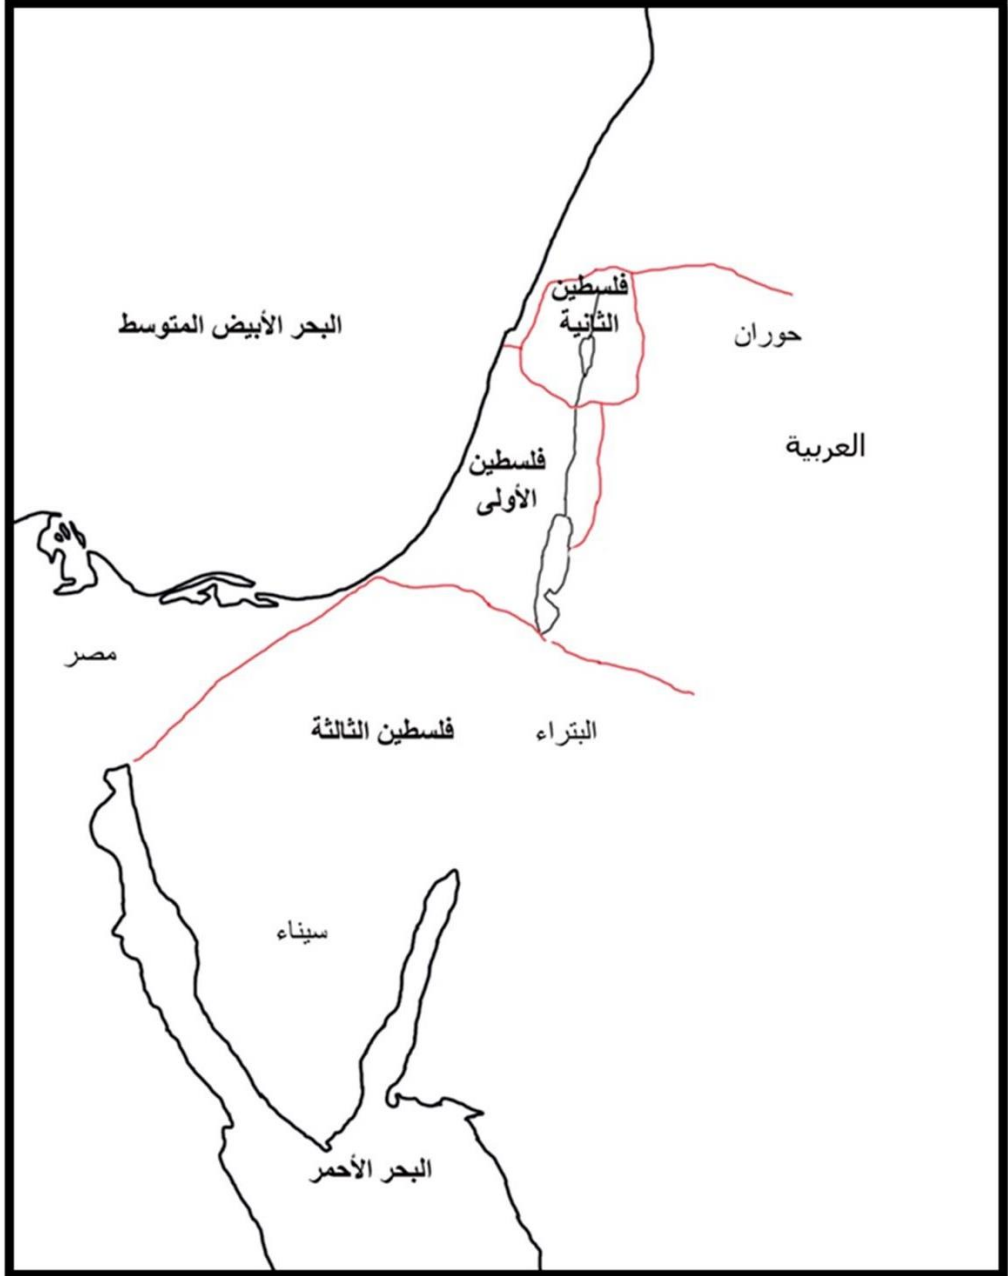 فلسطين
الثانية
البحر الأبيض المتوسط
حوران
العربية
فلسطين
الأولى
مصر
فلسطين الثالثة
البتراء
سيناء
البحر الأحمر